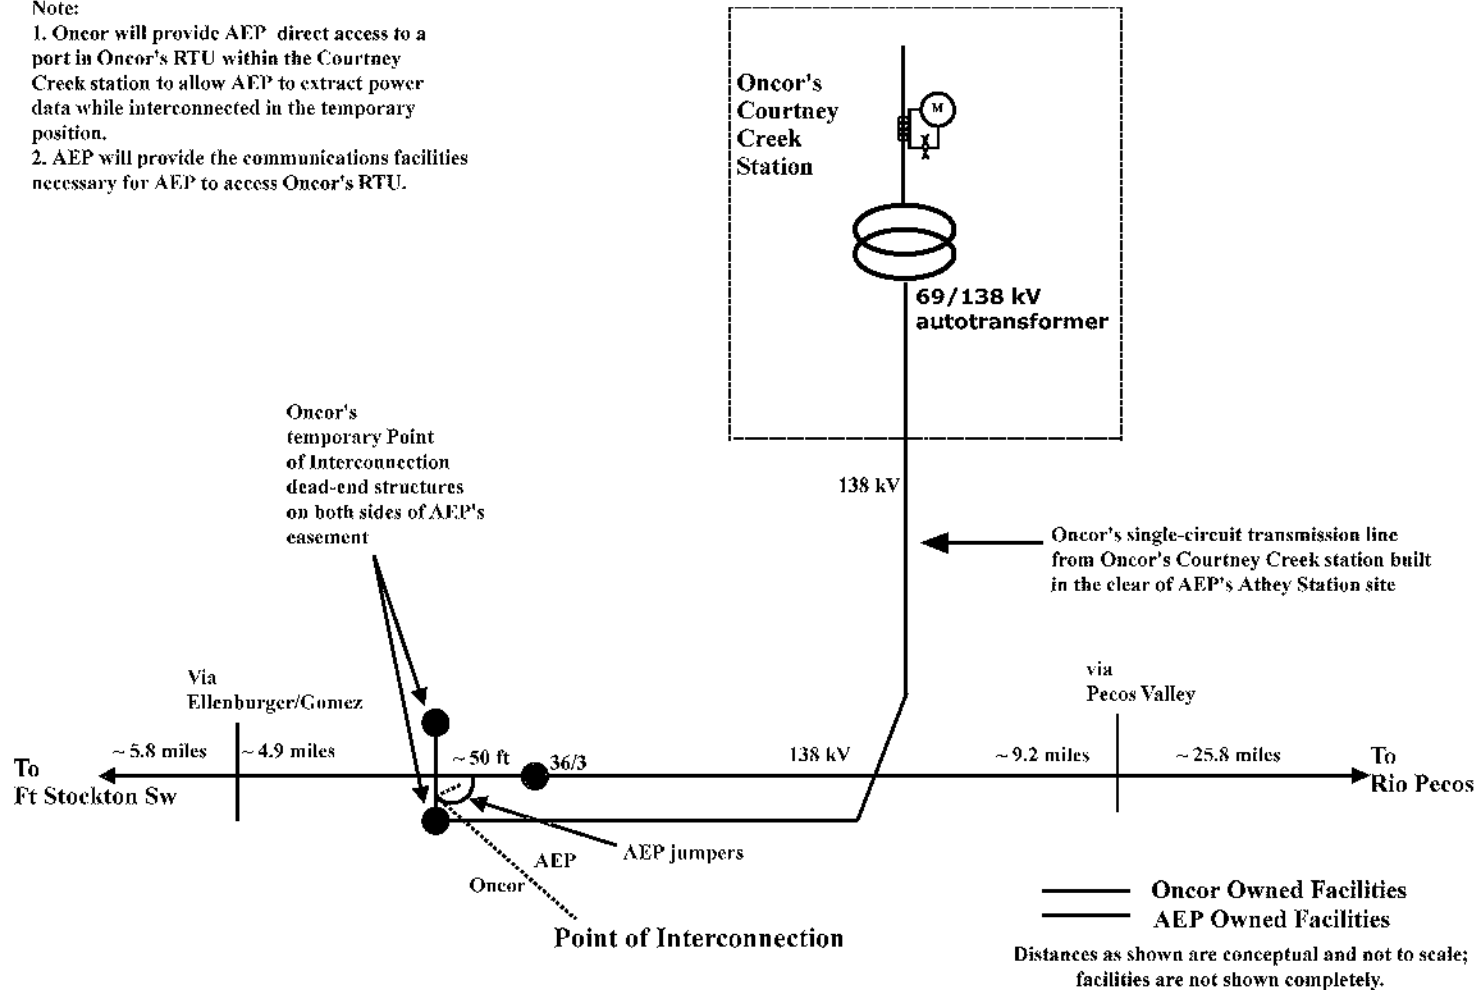 Note:
1. Oncor will provide AEP direct access to a
port in Oncor's RTU within the Courtney
Creek station to allow AEP to extract power
data while interconnected in the temporary
position.
2. AEP will provide the communications facilities
necessary for AEP to access Oncor's RTU.
Oncor's
Courtney
Creek
Station
M
69/138 kV
autotransformer
Oncor's
temporary Point
of Interconnection
dead-end structures
on both sides of AEP's
easement
138 kV
Oncor's single-circuit transmission line
from Oncor's Courtney Creek station built
in the clear of AEP's Athey Station site
Via
Ellenburger/Gomez
via
Pecos Valley
~ 5.8 miles
~ 4.9 miles
~ 50 ft
36/3
138 kV
~ 9.2 miles
~ 25.8 miles
To
Ft Stockton Sw
To
Rio Pecos
AEP
Oncor
AEP jumpers
Point of Interconnection
Oncor Owned Facilities
AEP Owned Facilities
Distances as shown are conceptual and not to scale;
facilities are not shown completely.